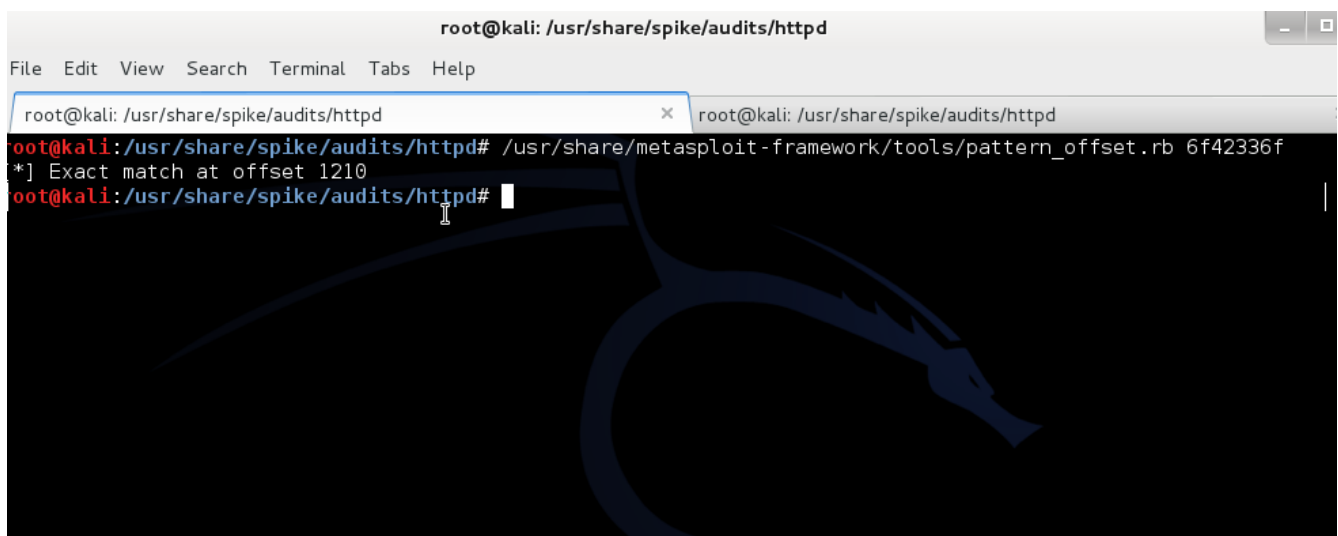 root@kali: /usr/share/spike/audits/httpd
File Edit View Search Terminal Tabs Help
root@kali: /usr/share/spike/audits/httpd × root@kali: /usr/share/spike/audits/httpd
root@kali:/usr/share/spike/audits/httpd# /usr/share/metasploit-framework/tools/pattern_offset.rb 6f42336f
[*] Exact match at offset 1210
root@kali:/usr/share/spike/audits/httpd#